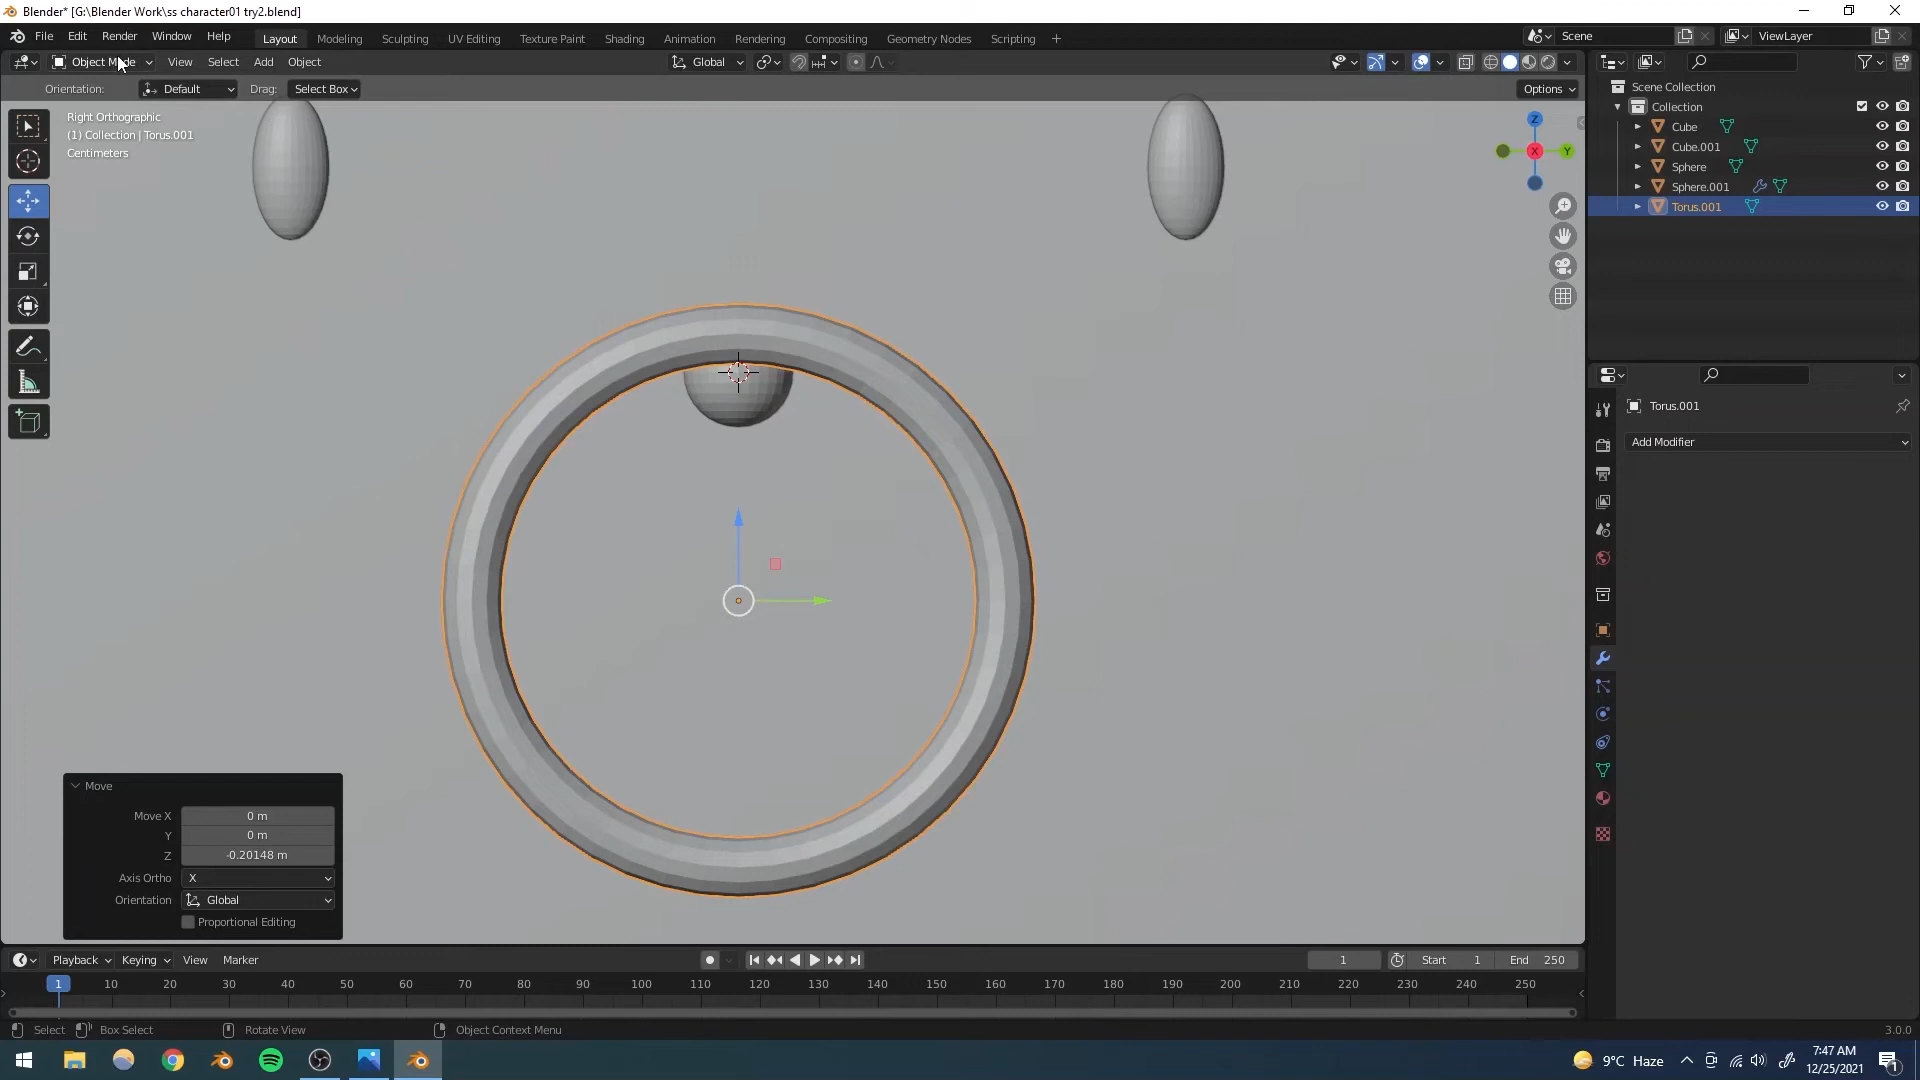 Blender* [G:\Blender Work\ss character01 try2.blend]
File Edit Render Window Help Layout Modeling Sculpting UV Editing Texture Paint Shading Animation Rendering Compositing Geometry Nodes Scripting + Scene ViewLayer
Object Mode View Select Add Object Global
Orientation: Default Drag: Select Box Options
Right Orthographic
(1) Collection | Torus.001
Centimeters
Z
X
Y
Scene Collection
Collection
Cube
Cube.001
Sphere
Sphere.001
Torus.001
Torus.001
Add Modifier
Move
Move X 0 m
Y 0 m
Z -0.20148 m
Axis Ortho X
Orientation Global
Proportional Editing
Playback Keying View Marker 1 Start 1 End 250
1 10 20 30 40 50 60 70 80 90 100 110 120 130 140 150 160 170 180 190 200 210 220 230 240 250
Select Box Select Rotate View Object Context Menu 3.0.0
9°C Haze
7:47 AM
12/25/2021
1